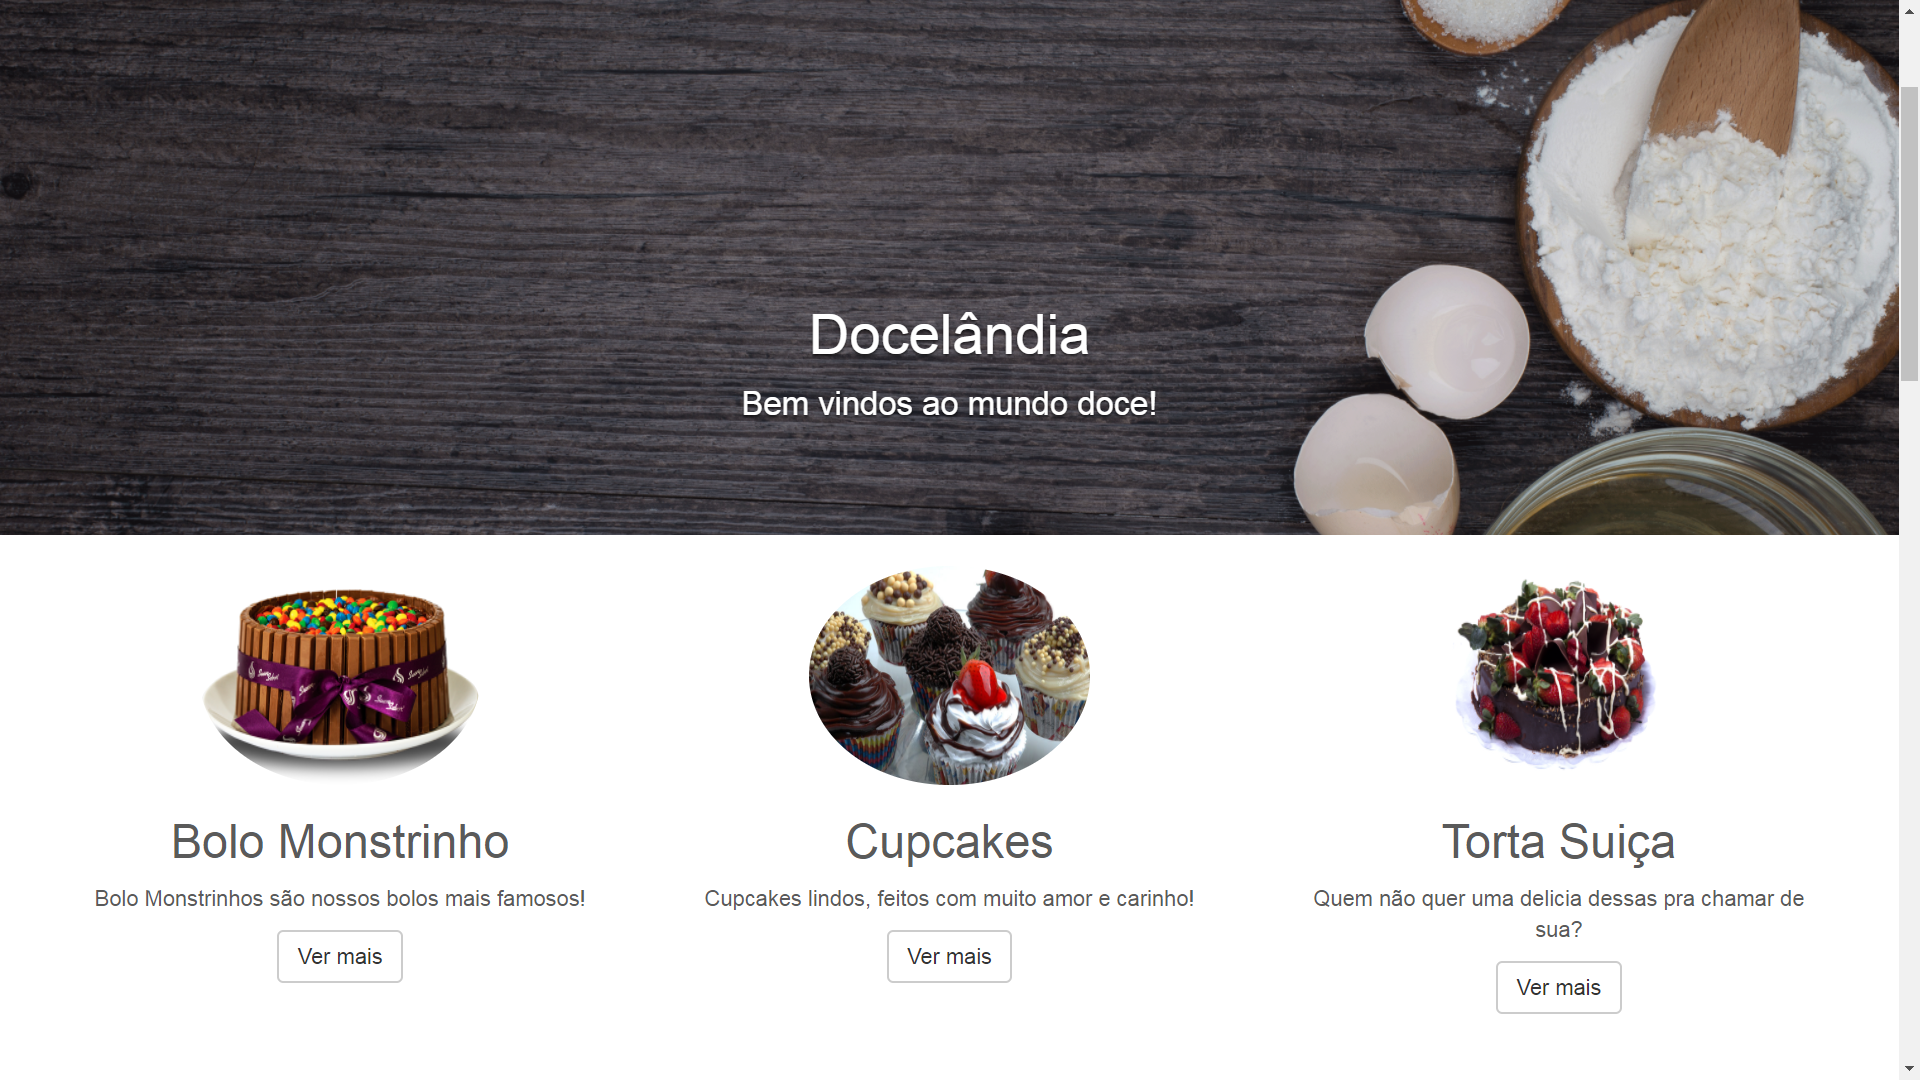 Docelândia
Bem vindos ao mundo doce!
Bolo Monstrinho
Bolo Monstrinhos são nossos bolos mais famosos!
Ver mais
Cupcakes
Cupcakes lindos, feitos com muito amor e carinho!
Ver mais
Torta Suiça
Quem não quer uma delicia dessas pra chamar de
sua?
Ver mais